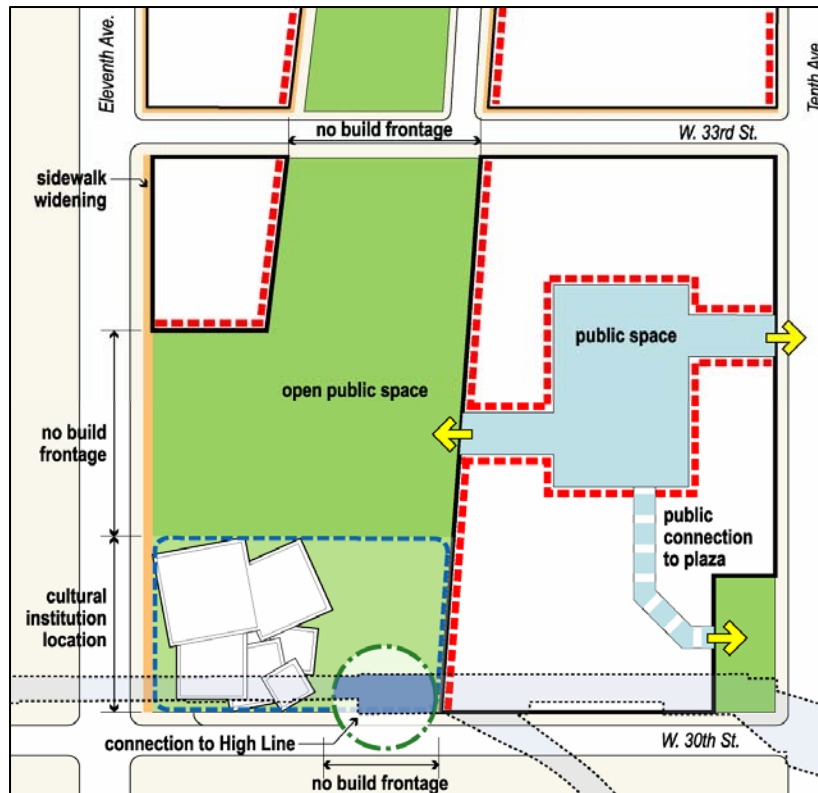 Eleventh Ave.
Tenth Ave.
no build frontage
W. 33rd St.
sidewalk
widening
public space
open public space
no build
frontage
public
connection
to plaza
cultural
institution
location
connection to High Line
W. 30th St.
no build frontage